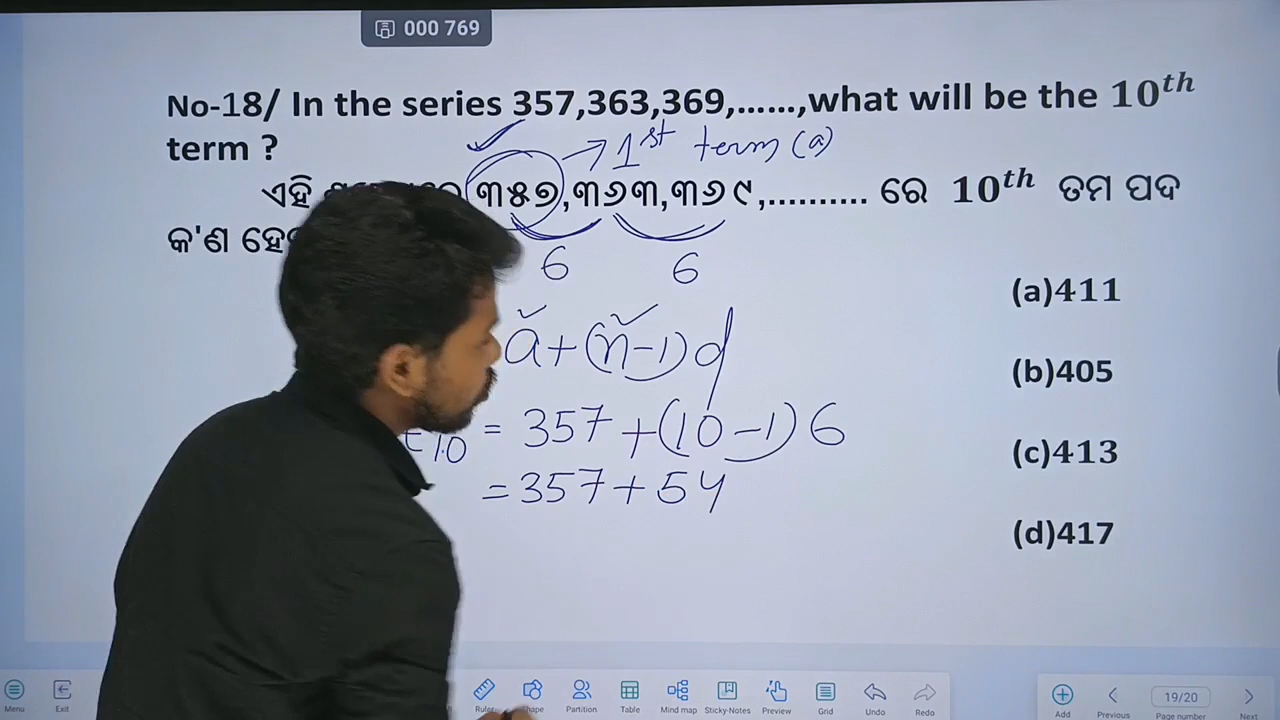 000 769
No-18/ In the series 357,363,369,......,what will be the 10th
term ?
1st term (a)
ଏହି ୩୫୭,୩୬୩,୩୬୯,.......... ରେ 10th ତମ ପଦ
କ'ଣ
6 6
(a)411
a+(n-1)d
(b)405
t10 = 357+(10-1)6
(c)413
=357+54
(d)417
Menu Exit Ruler Shape Partition Table Mind map Sticky-Notes Preview Grid Undo Redo Add Previous 19/20 Page number Next